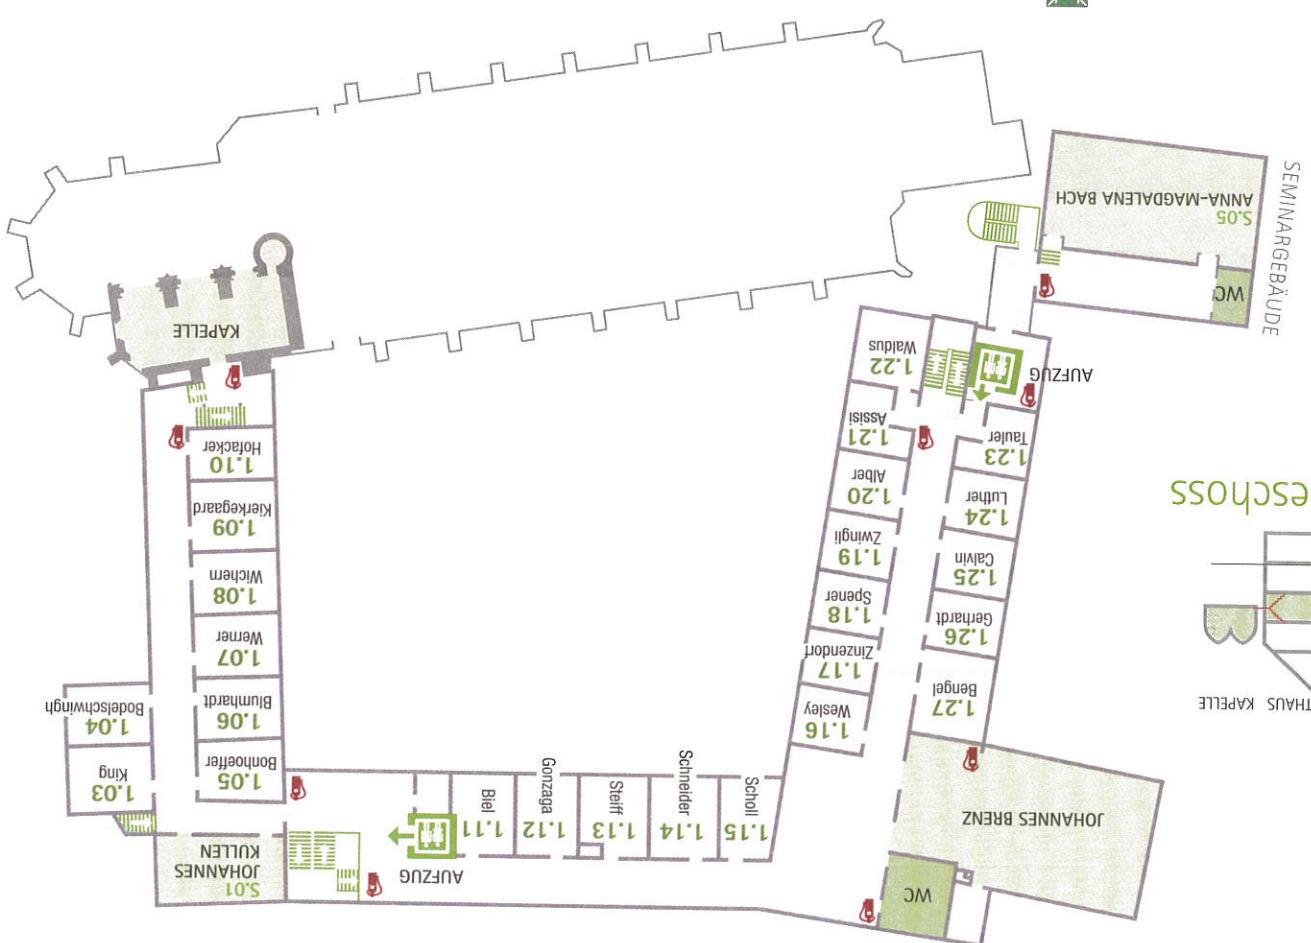 SEMINARGEBÄUDE
S.05
ANNA-MAGDALENA BACH
WC
KAPELLE
AUFZUG
1.22
Waldus
1.21
Assisi
1.20
Alber
1.19
Zwingli
1.18
Spener
1.17
Zinzendorf
1.16
Wesley
1.23
Tauler
1.24
Luther
1.25
Calvin
1.26
Gerhardt
1.27
Bengel
1.10
Hofacker
1.09
Kierkegaard
1.08
Wichern
1.07
Werner
1.06
Blumhardt
1.05
Bonhoeffer
1.04
Bodelschwingh
1.03
King
S.01
JOHANNES
KULLEN
AUFZUG
1.11
Biel
1.12
Gonzaga
1.13
Steiff
1.14
Schneider
1.15
Scholl
JOHANNES BRENZ
WC
eschoss
THAUS KAPELLE